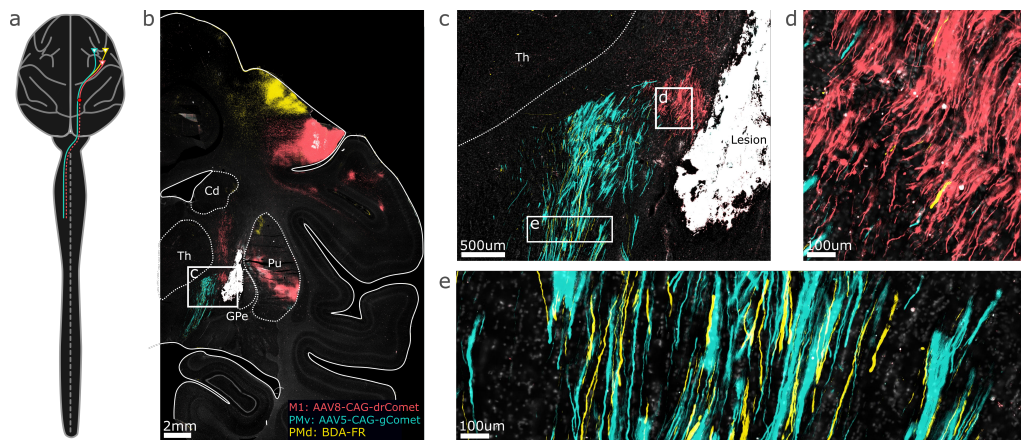 a
b
c
d
Th
d
Lesion
Cd
Th
C
Pu
GPe
e
500um
100um
e
M1: AAV8-CAG-drComet
PMv: AAV5-CAG-gComet
PMd: BDA-FR
2mm
100um